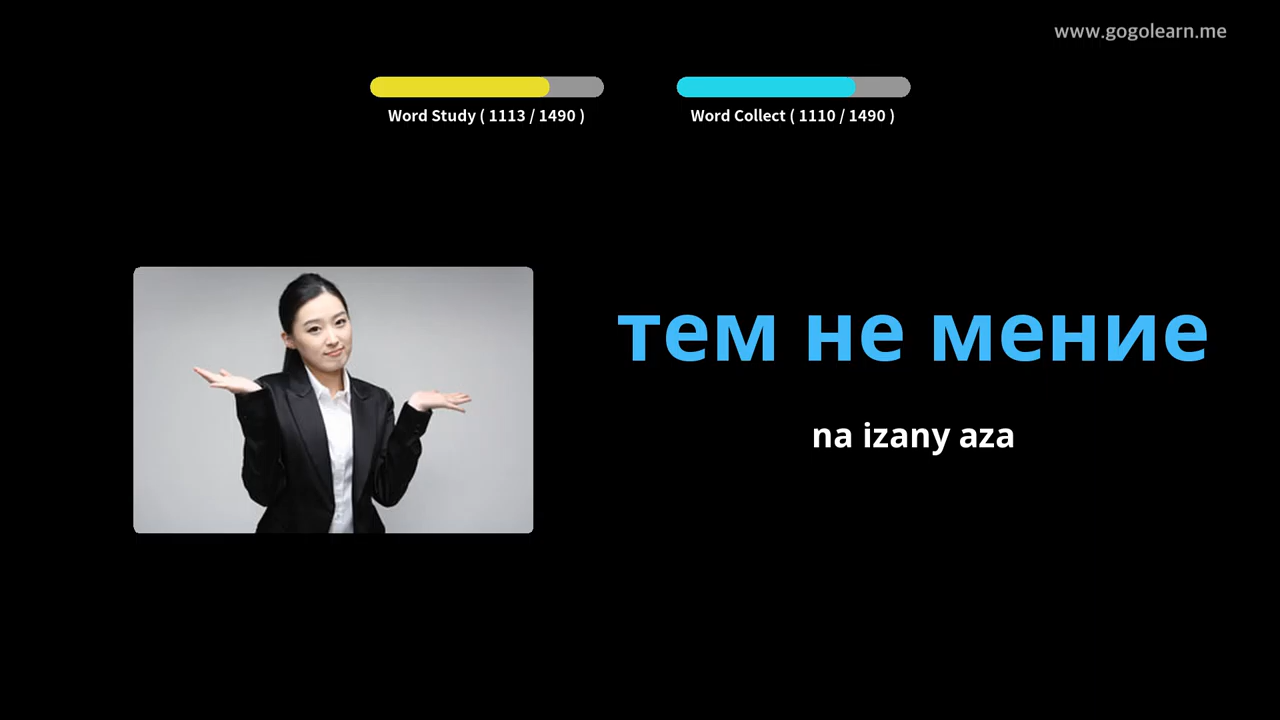 www.gogolearn.me
Word Study ( 1113 / 1490 )
Word Collect ( 1110 / 1490 )
тем не мение
na izany aza